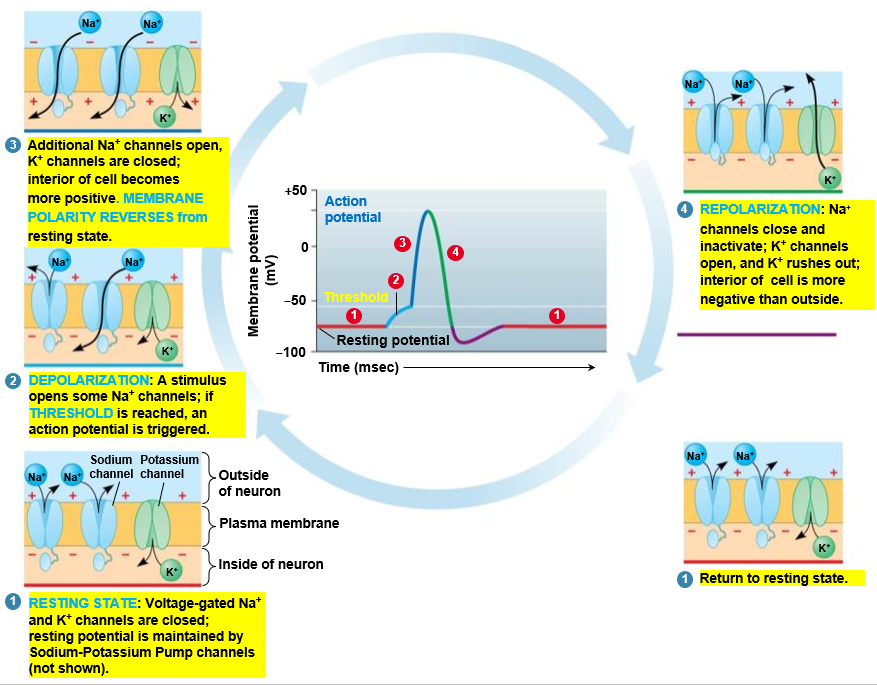 Na⁺ Na⁺
− −
+ + +
K⁺
3 Additional Na⁺ channels open,
K⁺ channels are closed;
interior of cell becomes
more positive. MEMBRANE
POLARITY REVERSES from
resting state.
Na⁺ Na⁺
+ + +
− − −
K⁺
2 DEPOLARIZATION: A stimulus
opens some Na⁺ channels; if
THRESHOLD is reached, an
action potential is triggered.
Sodium channel
Potassium channel
Na⁺ Na⁺
+ + +
− − −
K⁺
Outside
of neuron
Plasma membrane
Inside of neuron
1 RESTING STATE: Voltage-gated Na⁺
and K⁺ channels are closed;
resting potential is maintained by
Sodium-Potassium Pump channels
(not shown).
Membrane potential
(mV)
+50
0
−50
−100
Action
potential
Threshold
1
2
3
4
1
Resting potential
Time (msec)
Na⁺ Na⁺
+ + +
− − −
K⁺
4 REPOLARIZATION: Na⁺
channels close and
inactivate; K⁺ channels
open, and K⁺ rushes out;
interior of cell is more
negative than outside.
Na⁺ Na⁺
+ + +
− − −
K⁺
1 Return to resting state.